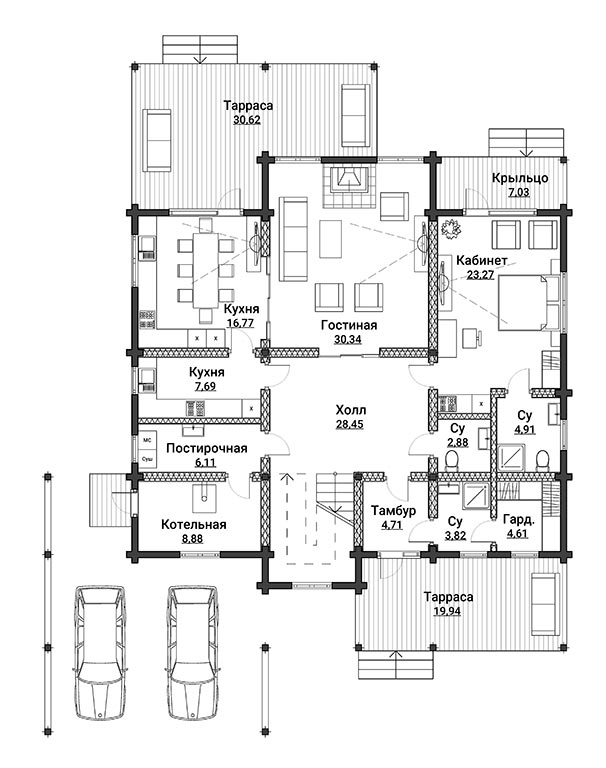 Тарраса
30.62
Крыльцо
7.03
Кабинет
23.27
Кухня
16.77
Гостиная
30.34
Кухня
7.69
x
x
x
x
Холл
28.45
Су
4.91
Су
2.88
МС
Суш
Постирочная
6.11
Котельная
8.88
Тамбур
4.71
Су
3.82
Гард.
4.61
Тарраса
19.94